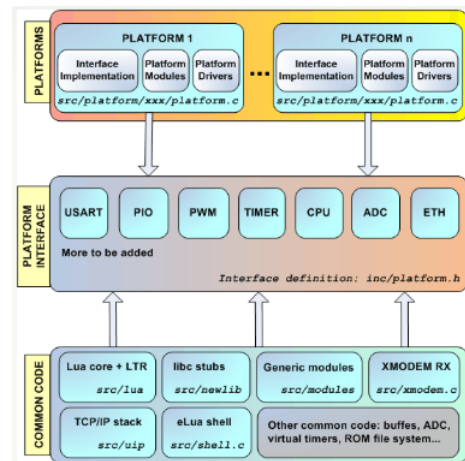 PLATFORMS
PLATFORM 1
Interface
Implementation
Platform
Modules
Platform
Drivers
src/platform/xxx/platform.c
...
PLATFORM n
Interface
Implementation
Platform
Modules
Platform
Drivers
src/platform/xxx/platform.c
PLATFORM
INTERFACE
USART
PIO
PWM
TIMER
CPU
ADC
ETH
More to be added
Interface definition: inc/platform.h
COMMON CODE
Lua core + LTR
src/lua
libc stubs
src/newlib
Generic modules
src/modules
XMODEM RX
src/xmodem.c
TCP/IP stack
src/uip
eLua shell
src/shell.c
Other common code: buffes, ADC,
virtual timers, ROM file system...